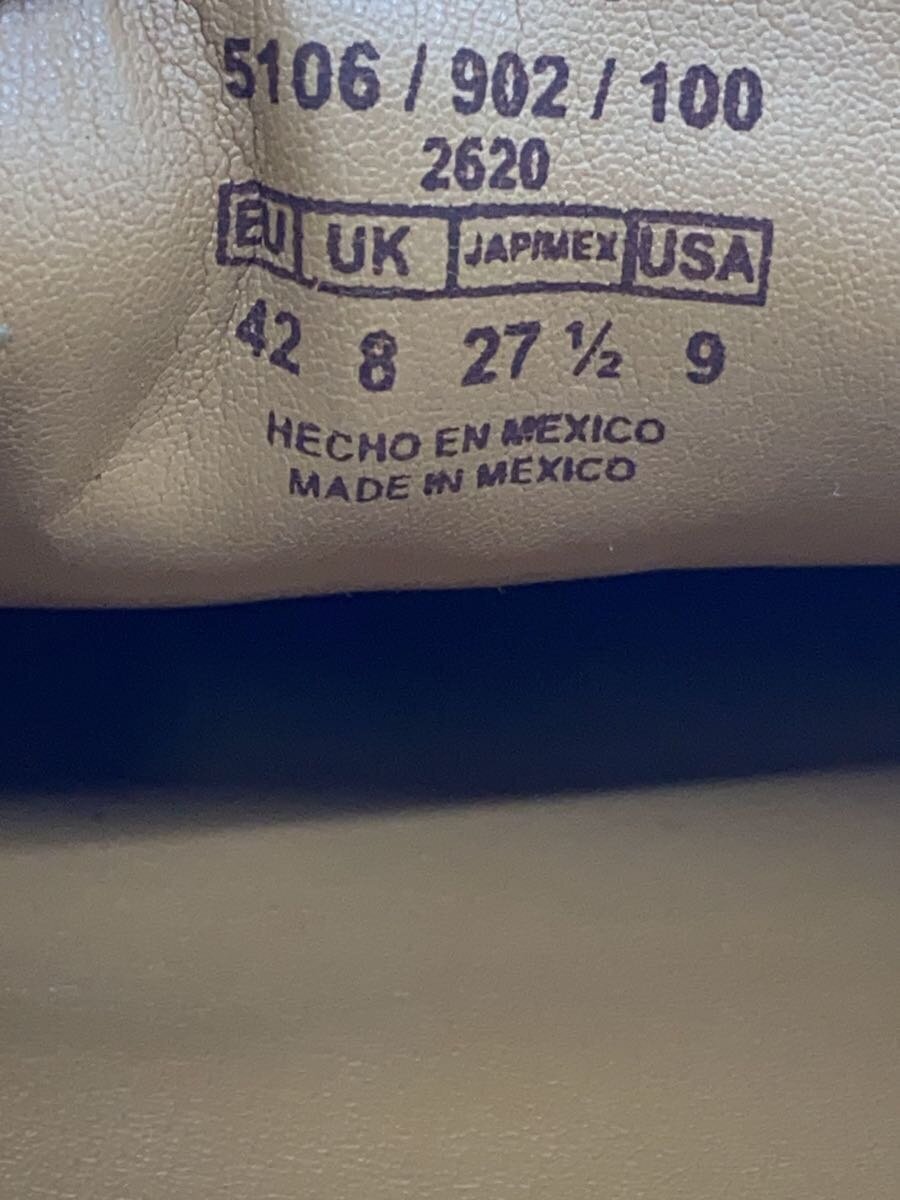 5106 / 902 / 100
2620
EU UK JAP/MEX USA
42 8 27 ½ 9
HECHO EN MEXICO
MADE IN MEXICO